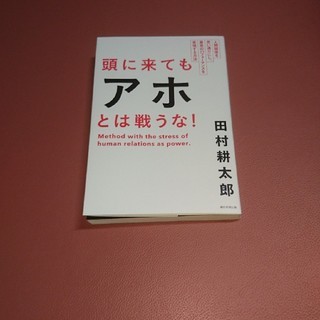 頭に来ても
アホ
とは戦うな!
Method with the stress of
human relations as power.
田村耕太郎